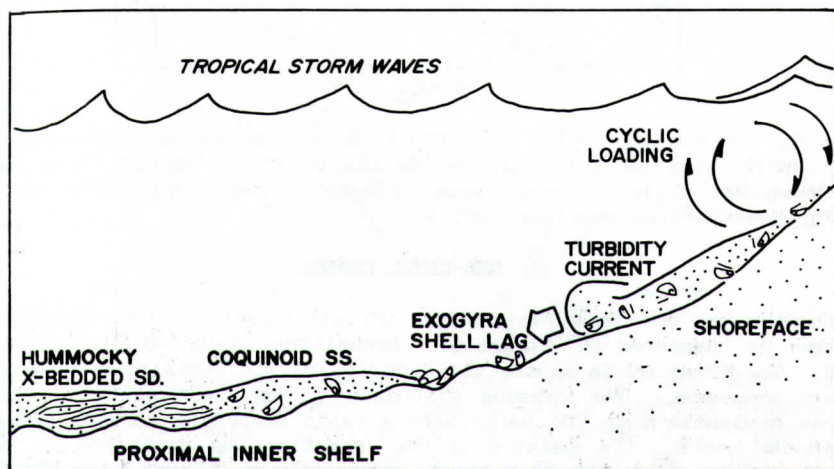 TROPICAL STORM WAVES
CYCLIC
LOADING
TURBIDITY
CURRENT
EXOGYRA
SHELL LAG
SHOREFACE
HUMMOCKY
X-BEDDED SD.
COQUINOID SS.
PROXIMAL INNER SHELF